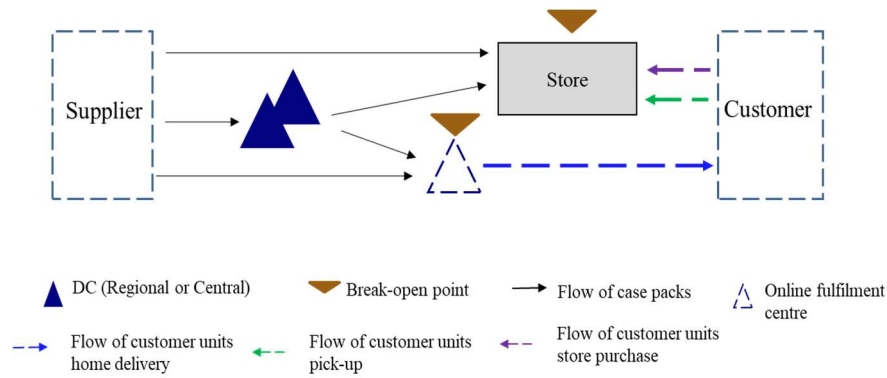 Supplier
Store
Customer
DC (Regional or Central)
Break-open point
Flow of case packs
Online fulfilment
centre
Flow of customer units
home delivery
Flow of customer units
pick-up
Flow of customer units
store purchase